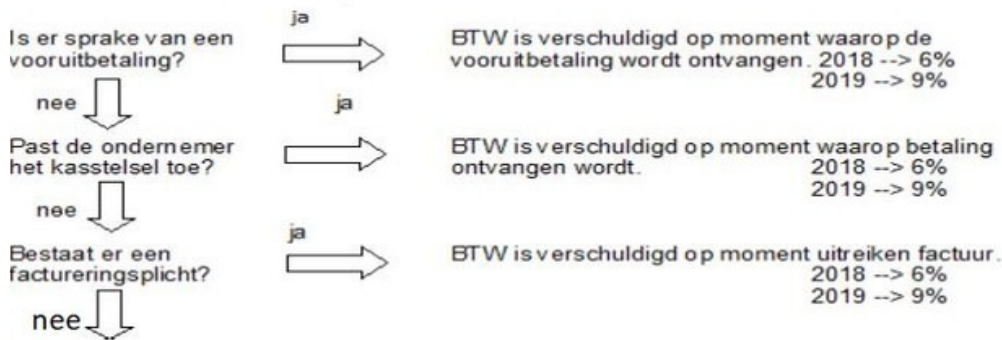 ja
Is er sprake van een
vooruitbetaling?
BTW is verschuldigd op moment waarop de
vooruitbetaling wordt ontvangen. 2018 --> 6%
2019 --> 9%
nee
ja
Past de ondernemer
het kasstelsel toe?
BTW is verschuldigd op moment waarop betaling
ontvangen wordt. 2018 --> 6%
2019 --> 9%
nee
ja
Bestaat er een
factureringsplicht?
BTW is verschuldigd op moment uitreiken factuur.
2018 --> 6%
2019 --> 9%
nee